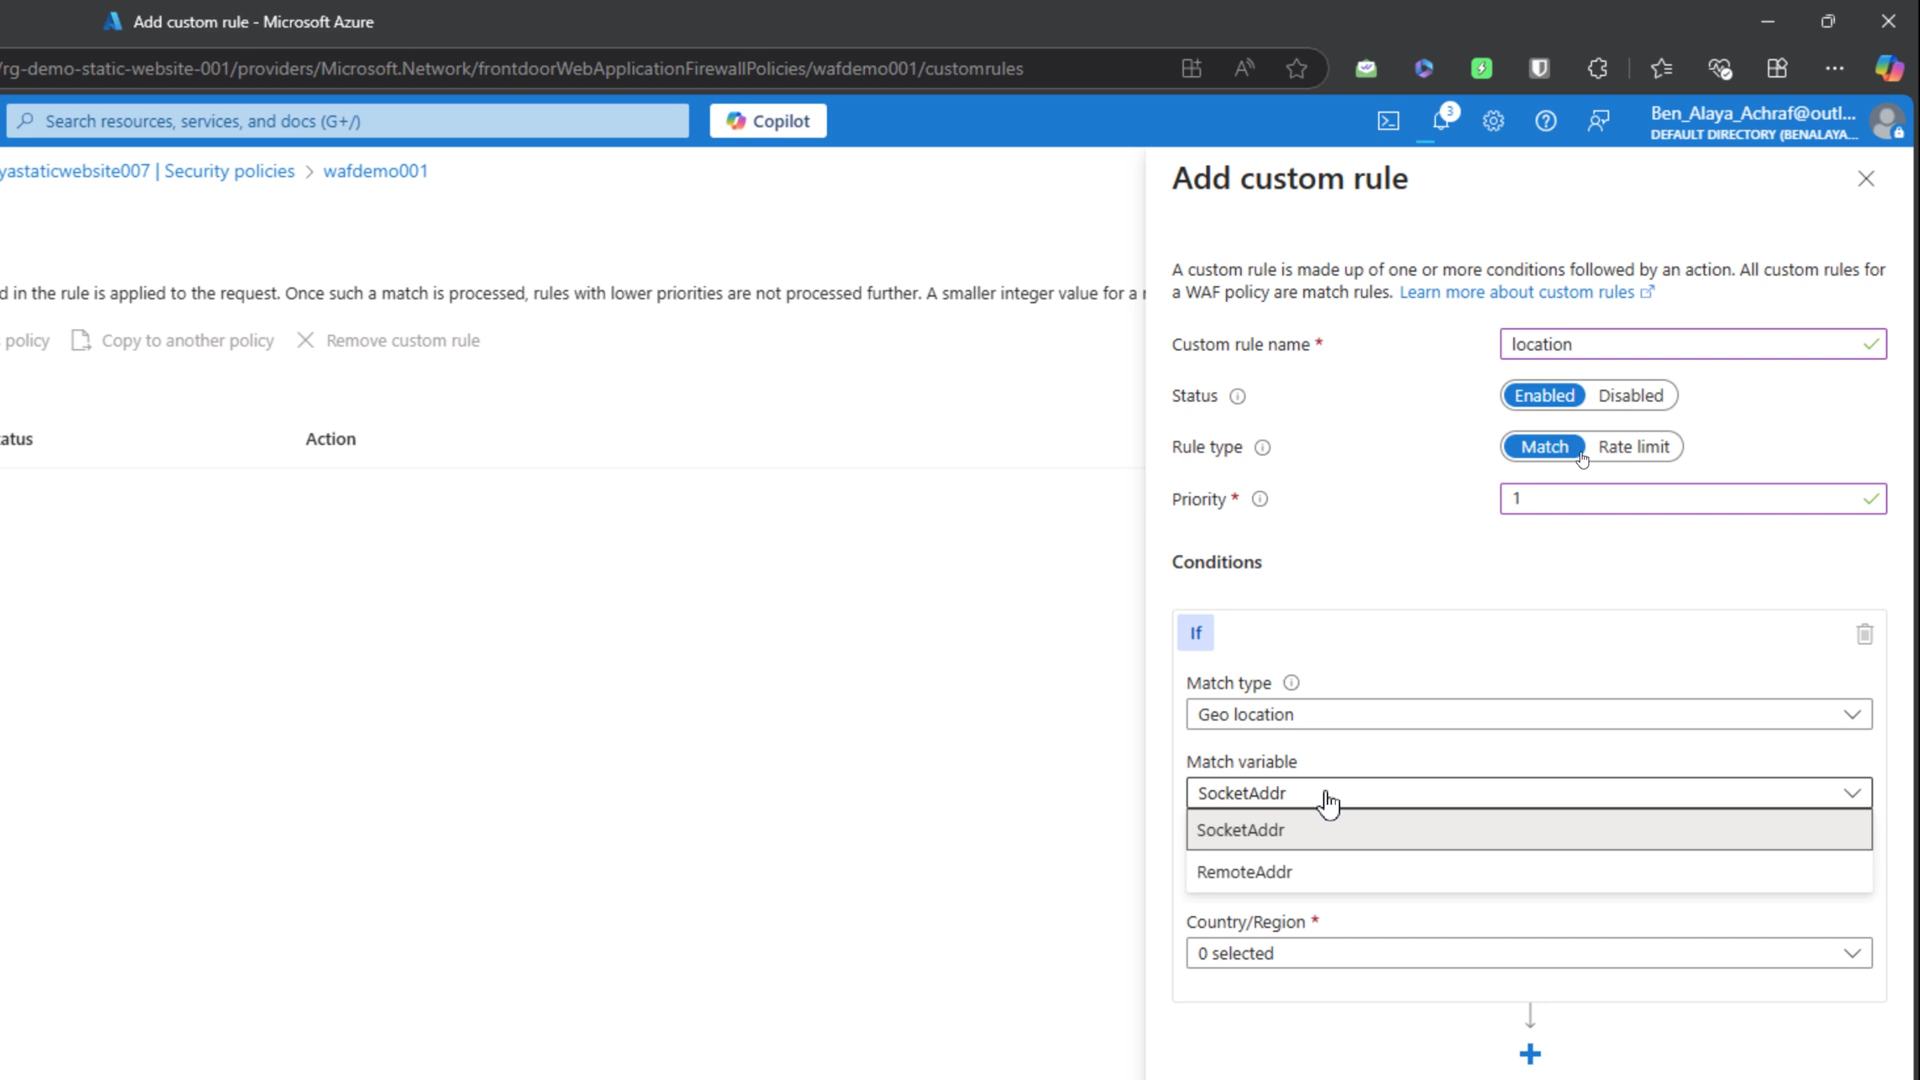 Add custom rule - Microsoft Azure
/rg-demo-static-website-001/providers/Microsoft.Network/frontdoorWebApplicationFirewallPolicies/wafdemo001/customrules
Search resources, services, and docs (G+/)
Copilot
3
Ben_Alaya_Achraf@outl...
DEFAULT DIRECTORY (BENALAYA...
yastaticwebsite007 | Security policies > wafdemo001
Add custom rule
d in the rule is applied to the request. Once such a match is processed, rules with lower priorities are not processed further. A smaller integer value for a r
policy
Copy to another policy
Remove custom rule
tatus
Action
A custom rule is made up of one or more conditions followed by an action. All custom rules for
a WAF policy are match rules. Learn more about custom rules
Custom rule name *
location
Status
Enabled
Disabled
Rule type
Match
Rate limit
Priority *
1
Conditions
If
Match type
Geo location
Match variable
SocketAddr
SocketAddr
RemoteAddr
Country/Region *
0 selected